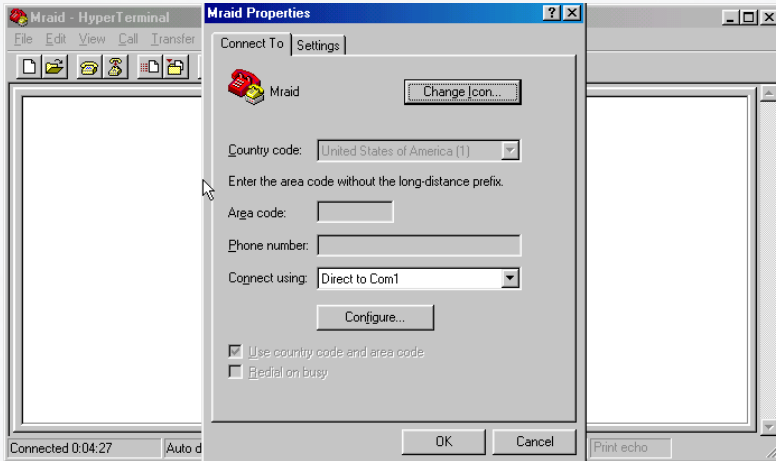 Mraid - HyperTerminal
Mraid Properties
File Edit View Call Transfer
Connect To Settings
Mraid
Change Icon...
Country code: United States of America (1)
Enter the area code without the long-distance prefix.
Area code:
Phone number:
Connect using: Direct to Com1
Configure...
Use country code and area code
Redial on busy
OK Cancel
Connected 0:04:27 Auto d Print echo